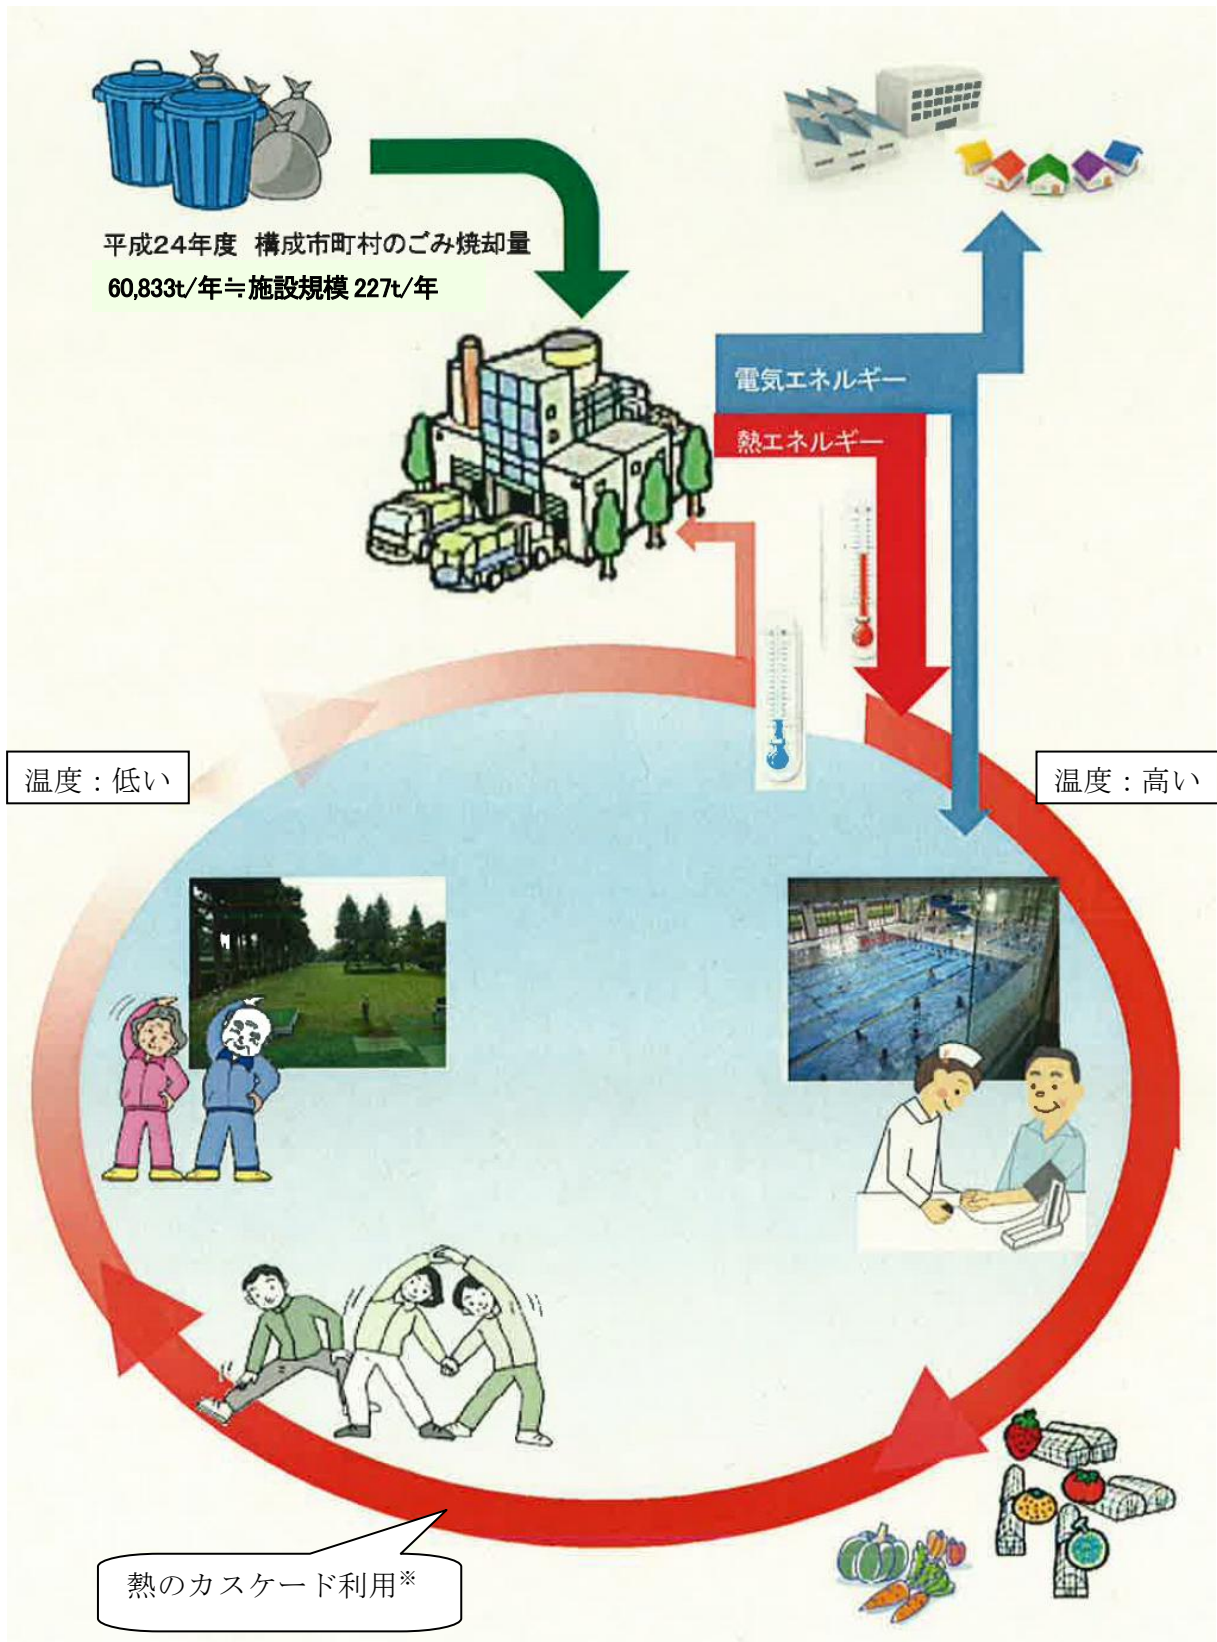 平成24年度 構成市町村のごみ焼却量
60,833t/年≒施設規模 227t/年
電気エネルギー
熱エネルギー
温度：低い
温度：高い
熱のカスケード利用※